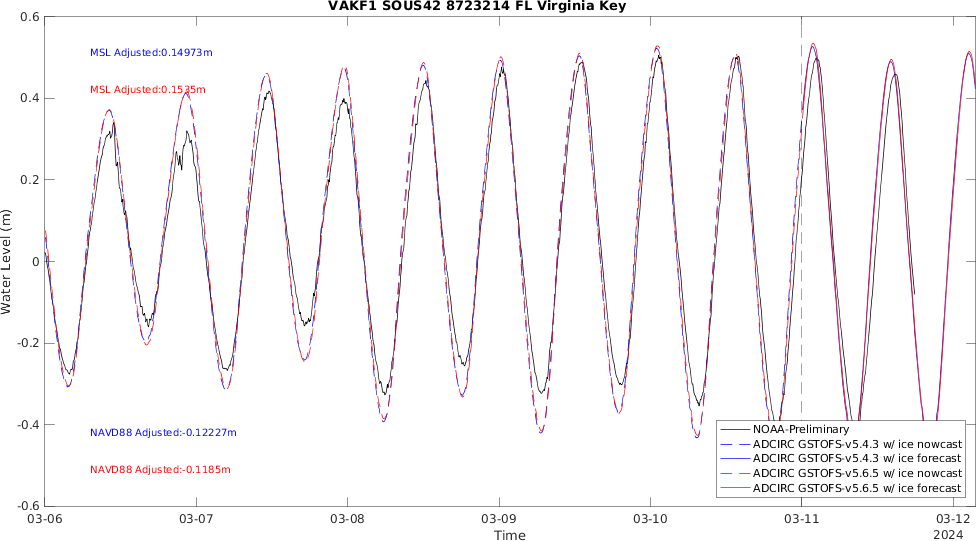 VAKF1 SOUS42 8723214 FL Virginia Key
0.6
0.4
0.2
0
-0.2
-0.4
-0.6
Water Level (m)
MSL Adjusted:0.14973m
MSL Adjusted:0.1535m
NAVD88 Adjusted:-0.12227m
NAVD88 Adjusted:-0.1185m
NOAA-Preliminary
ADCIRC GSTOFS-v5.4.3 w/ ice nowcast
ADCIRC GSTOFS-v5.4.3 w/ ice forecast
ADCIRC GSTOFS-v5.6.5 w/ ice nowcast
ADCIRC GSTOFS-v5.6.5 w/ ice forecast
03-06 03-07 03-08 03-09 03-10 03-11 03-12
Time
2024